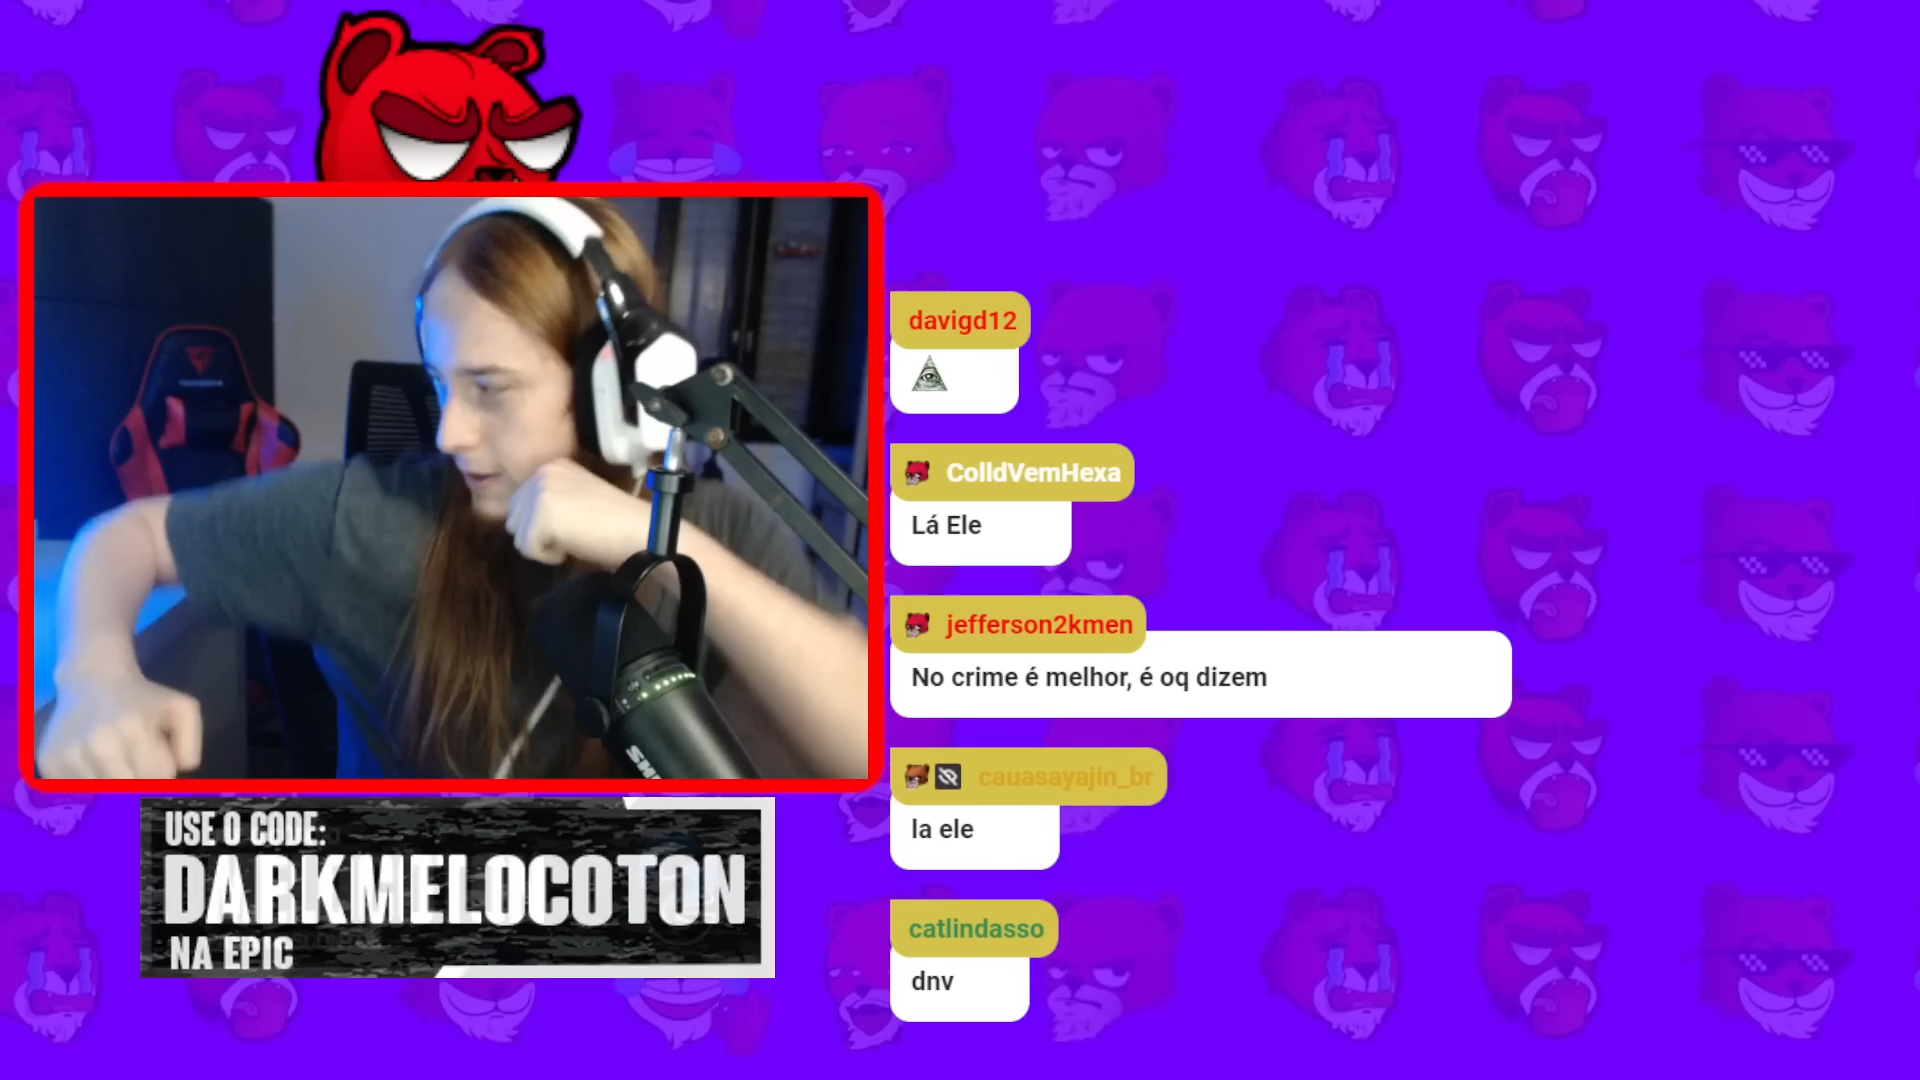 davigd12
ColldVemHexa
Lá Ele
jefferson2kmen
No crime é melhor, é oq dizem
cauasayajin_br
la ele
catlindasso
dnv
USE O CODE:
DARKMELOCOTON
NA EPIC